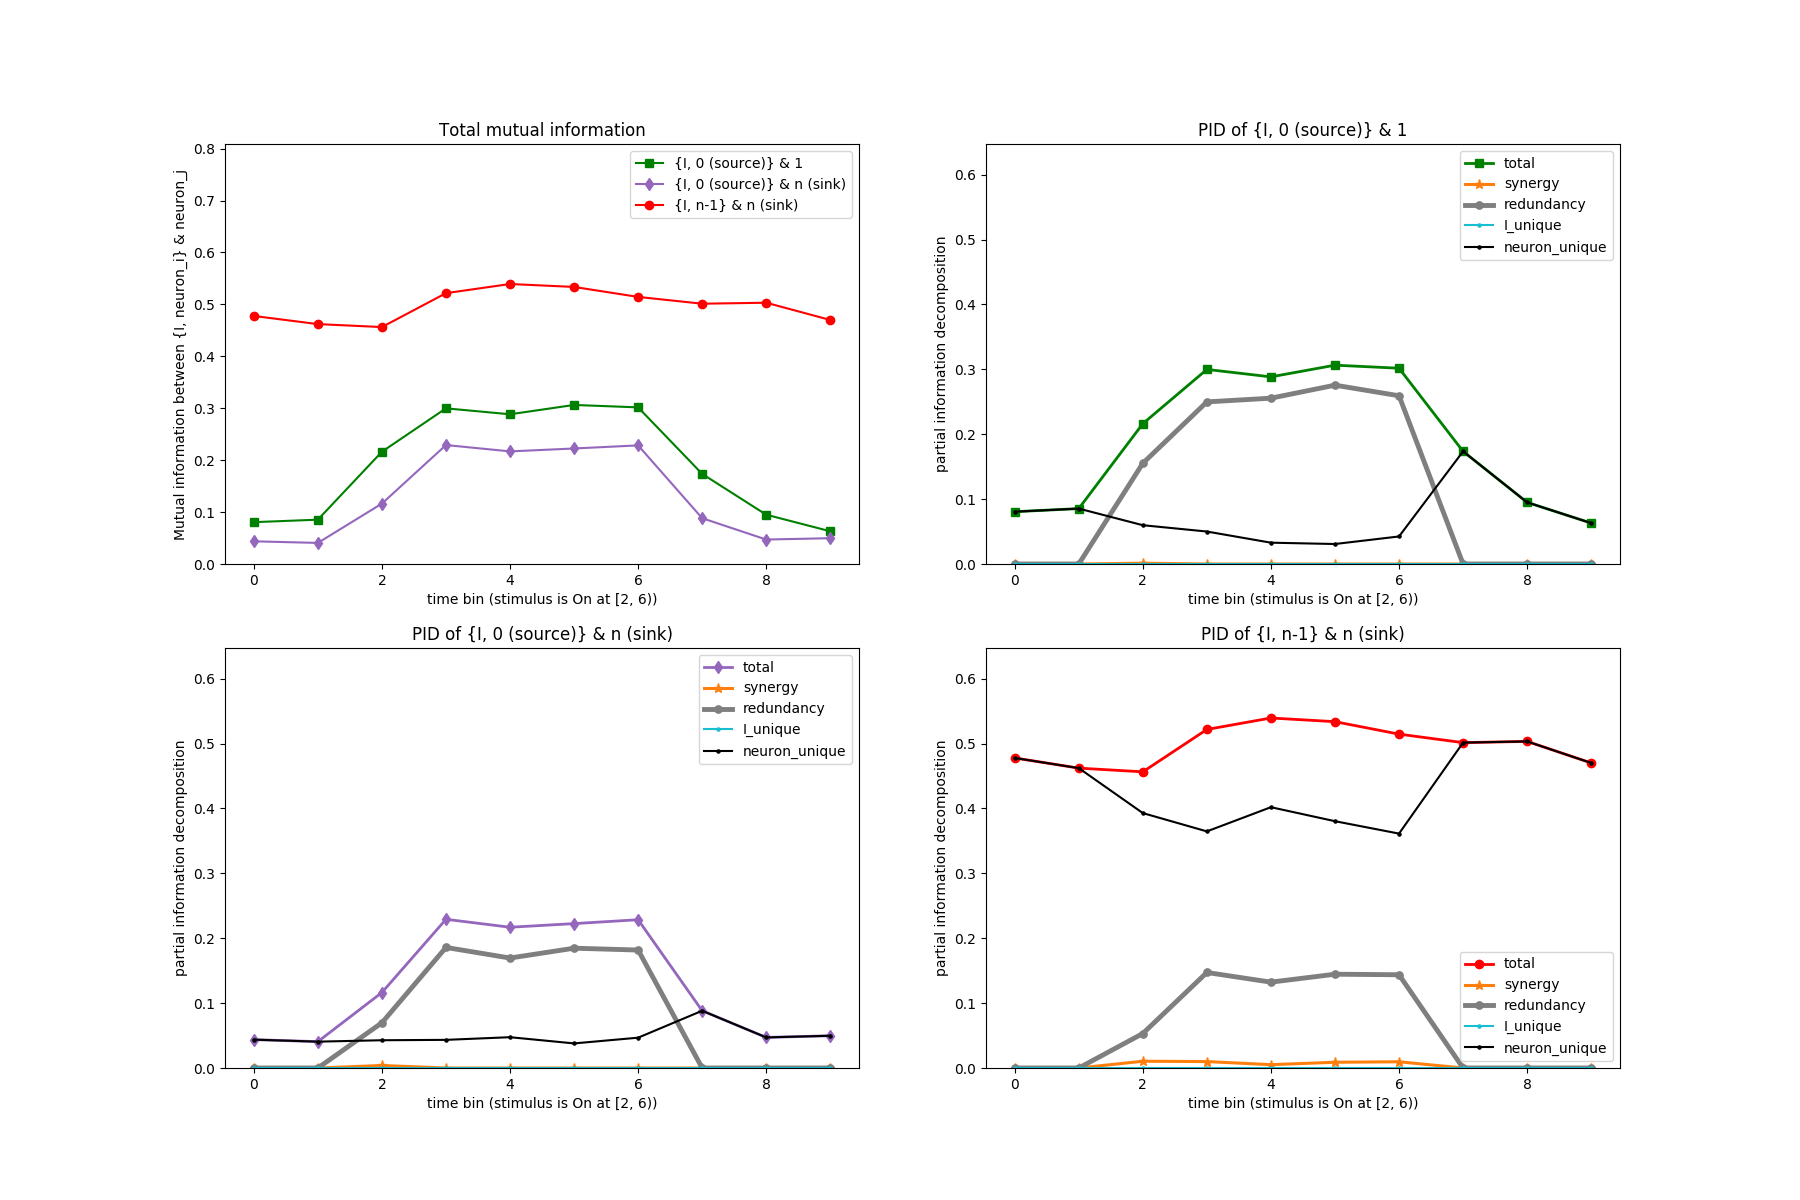 Total mutual information
Mutual information between {I, neuron_i} & neuron_j
0.8
0.7
0.6
0.5
0.4
0.3
0.2
0.1
0.0
{I, 0 (source)} & 1
{I, 0 (source)} & n (sink)
{I, n-1} & n (sink)
0 2 4 6 8
time bin (stimulus is On at [2, 6))
PID of {I, 0 (source)} & 1
partial information decomposition
0.6
0.5
0.4
0.3
0.2
0.1
0.0
total
synergy
redundancy
I_unique
neuron_unique
0 2 4 6 8
time bin (stimulus is On at [2, 6))
PID of {I, 0 (source)} & n (sink)
partial information decomposition
0.6
0.5
0.4
0.3
0.2
0.1
0.0
total
synergy
redundancy
I_unique
neuron_unique
0 2 4 6 8
time bin (stimulus is On at [2, 6))
PID of {I, n-1} & n (sink)
partial information decomposition
0.6
0.5
0.4
0.3
0.2
0.1
0.0
total
synergy
redundancy
I_unique
neuron_unique
0 2 4 6 8
time bin (stimulus is On at [2, 6))